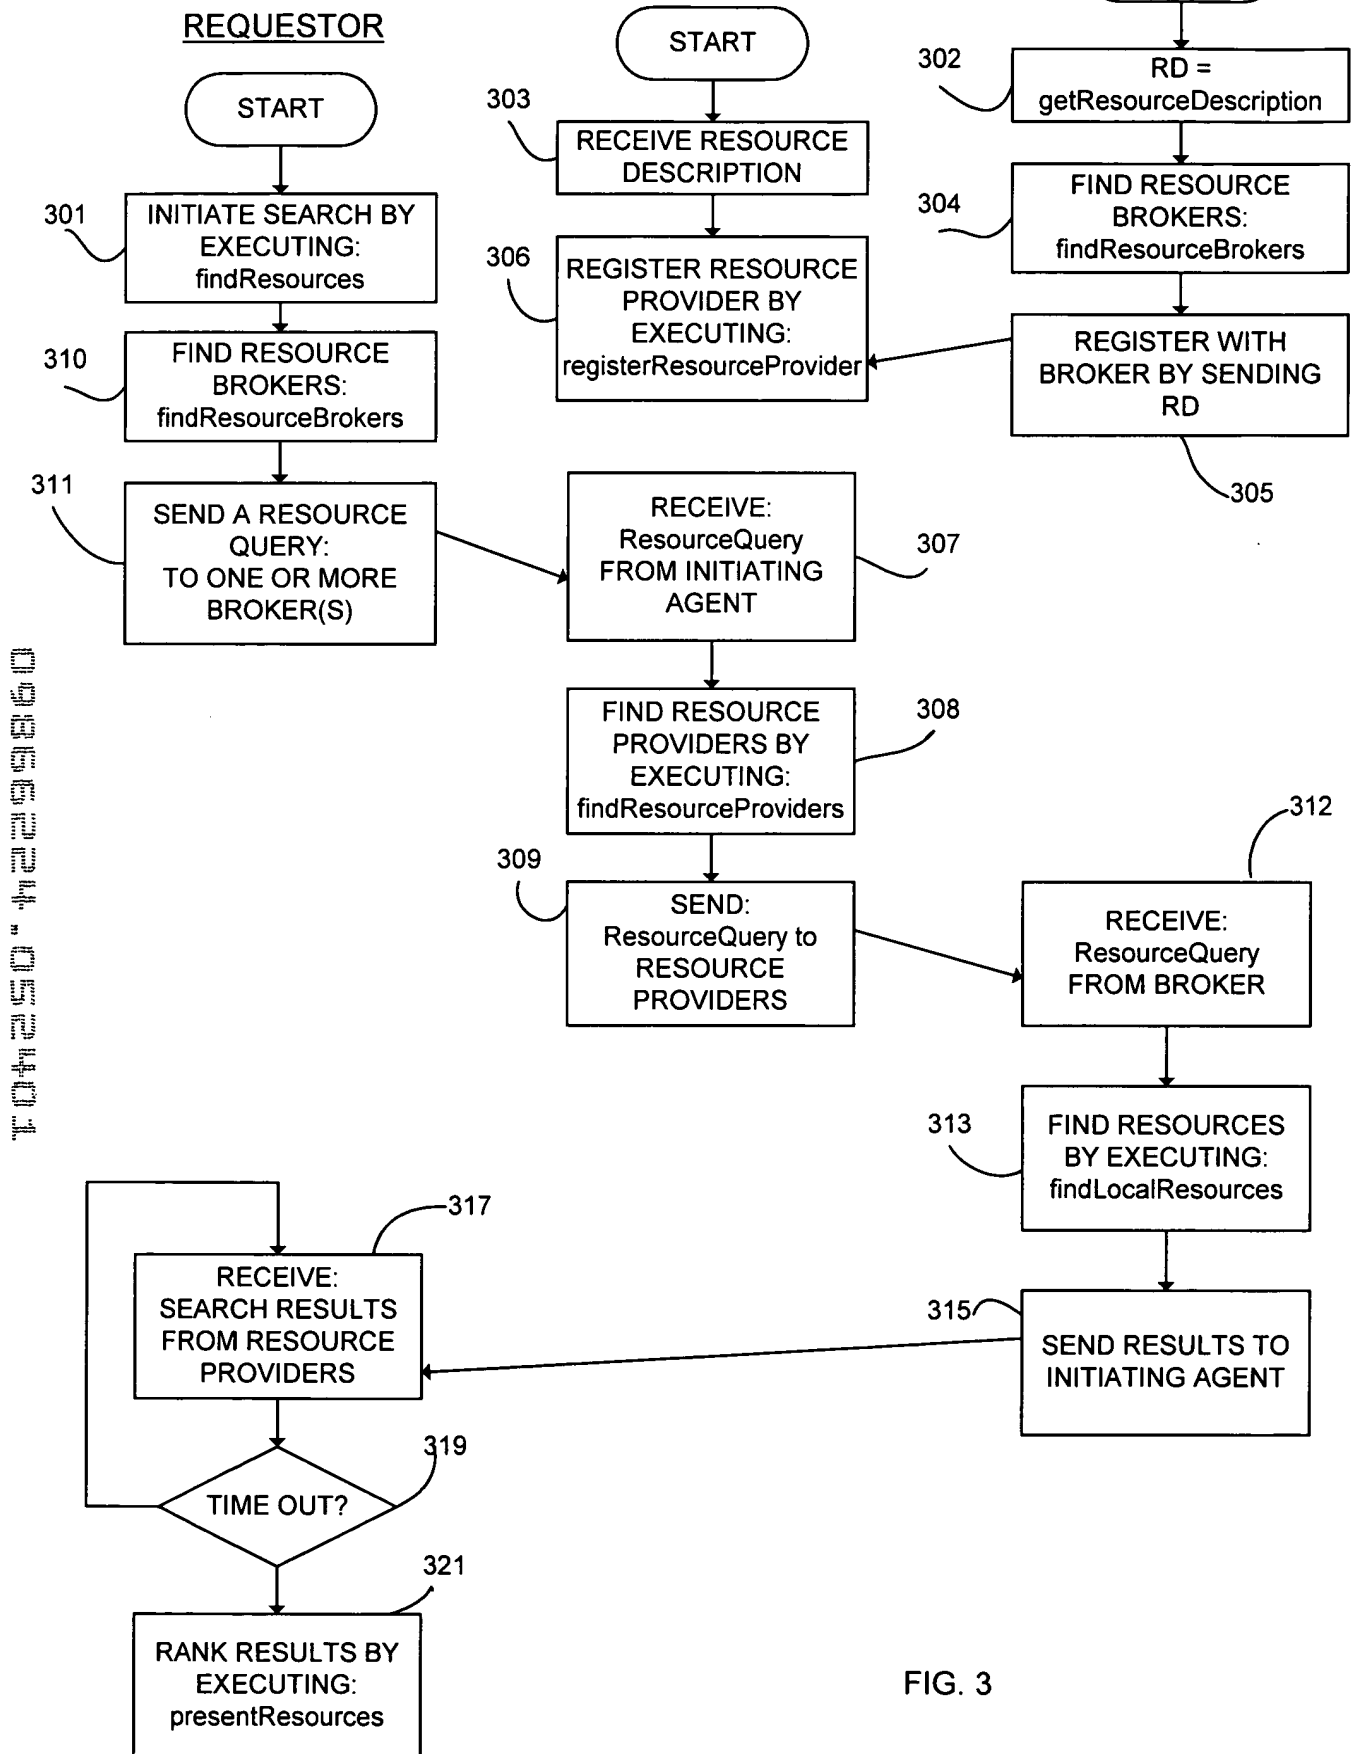 REQUESTOR
START
301
INITIATE SEARCH BY
EXECUTING:
findResources
310
FIND RESOURCE
BROKERS:
findResourceBrokers
311
SEND A RESOURCE
QUERY:
TO ONE OR MORE
BROKER(S)
START
303
RECEIVE RESOURCE
DESCRIPTION
306
REGISTER RESOURCE
PROVIDER BY
EXECUTING:
registerResourceProvider
302
RD =
getResourceDescription
304
FIND RESOURCE
BROKERS:
findResourceBrokers
REGISTER WITH
BROKER BY SENDING
RD
305
RECEIVE:
ResourceQuery
FROM INITIATING
AGENT
307
FIND RESOURCE
PROVIDERS BY
EXECUTING:
findResourceProviders
308
309
SEND:
ResourceQuery to
RESOURCE
PROVIDERS
312
RECEIVE:
ResourceQuery
FROM BROKER
313
FIND RESOURCES
BY EXECUTING:
findLocalResources
315
SEND RESULTS TO
INITIATING AGENT
317
RECEIVE:
SEARCH RESULTS
FROM RESOURCE
PROVIDERS
319
TIME OUT?
321
RANK RESULTS BY
EXECUTING:
presentResources
FIG. 3
09866224.052401